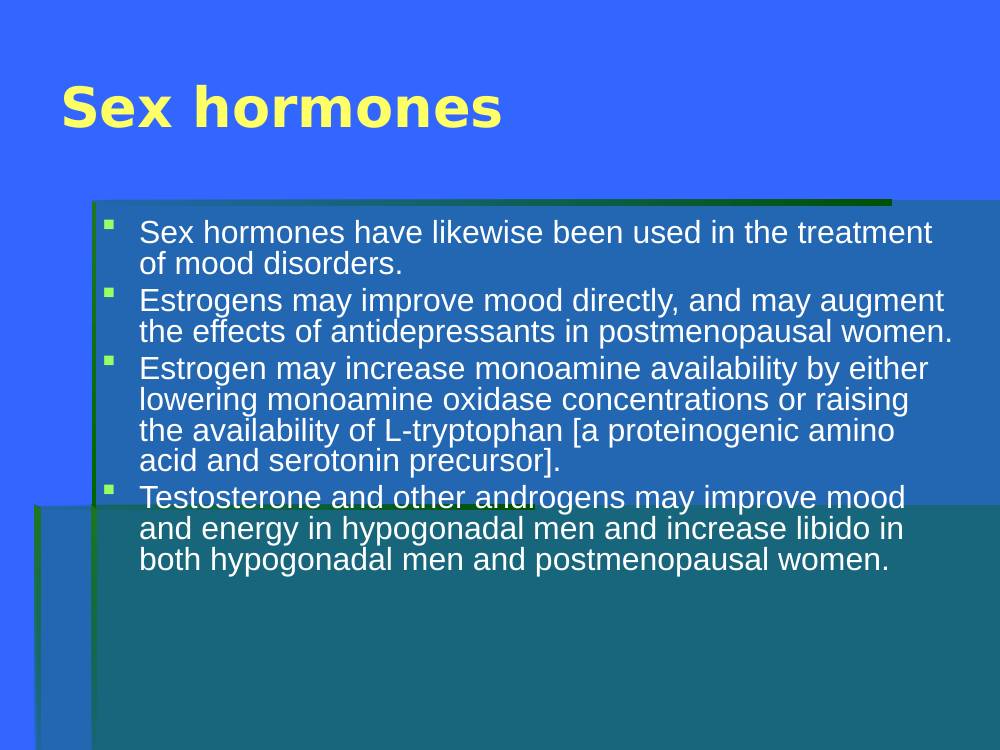 Sex hormones
Sex hormones have likewise been used in the treatment
of mood disorders.
Estrogens may improve mood directly, and may augment
the effects of antidepressants in postmenopausal women.
Estrogen may increase monoamine availability by either
lowering monoamine oxidase concentrations or raising
the availability of L-tryptophan [a proteinogenic amino
acid and serotonin precursor].
Testosterone and other androgens may improve mood
and energy in hypogonadal men and increase libido in
both hypogonadal men and postmenopausal women.